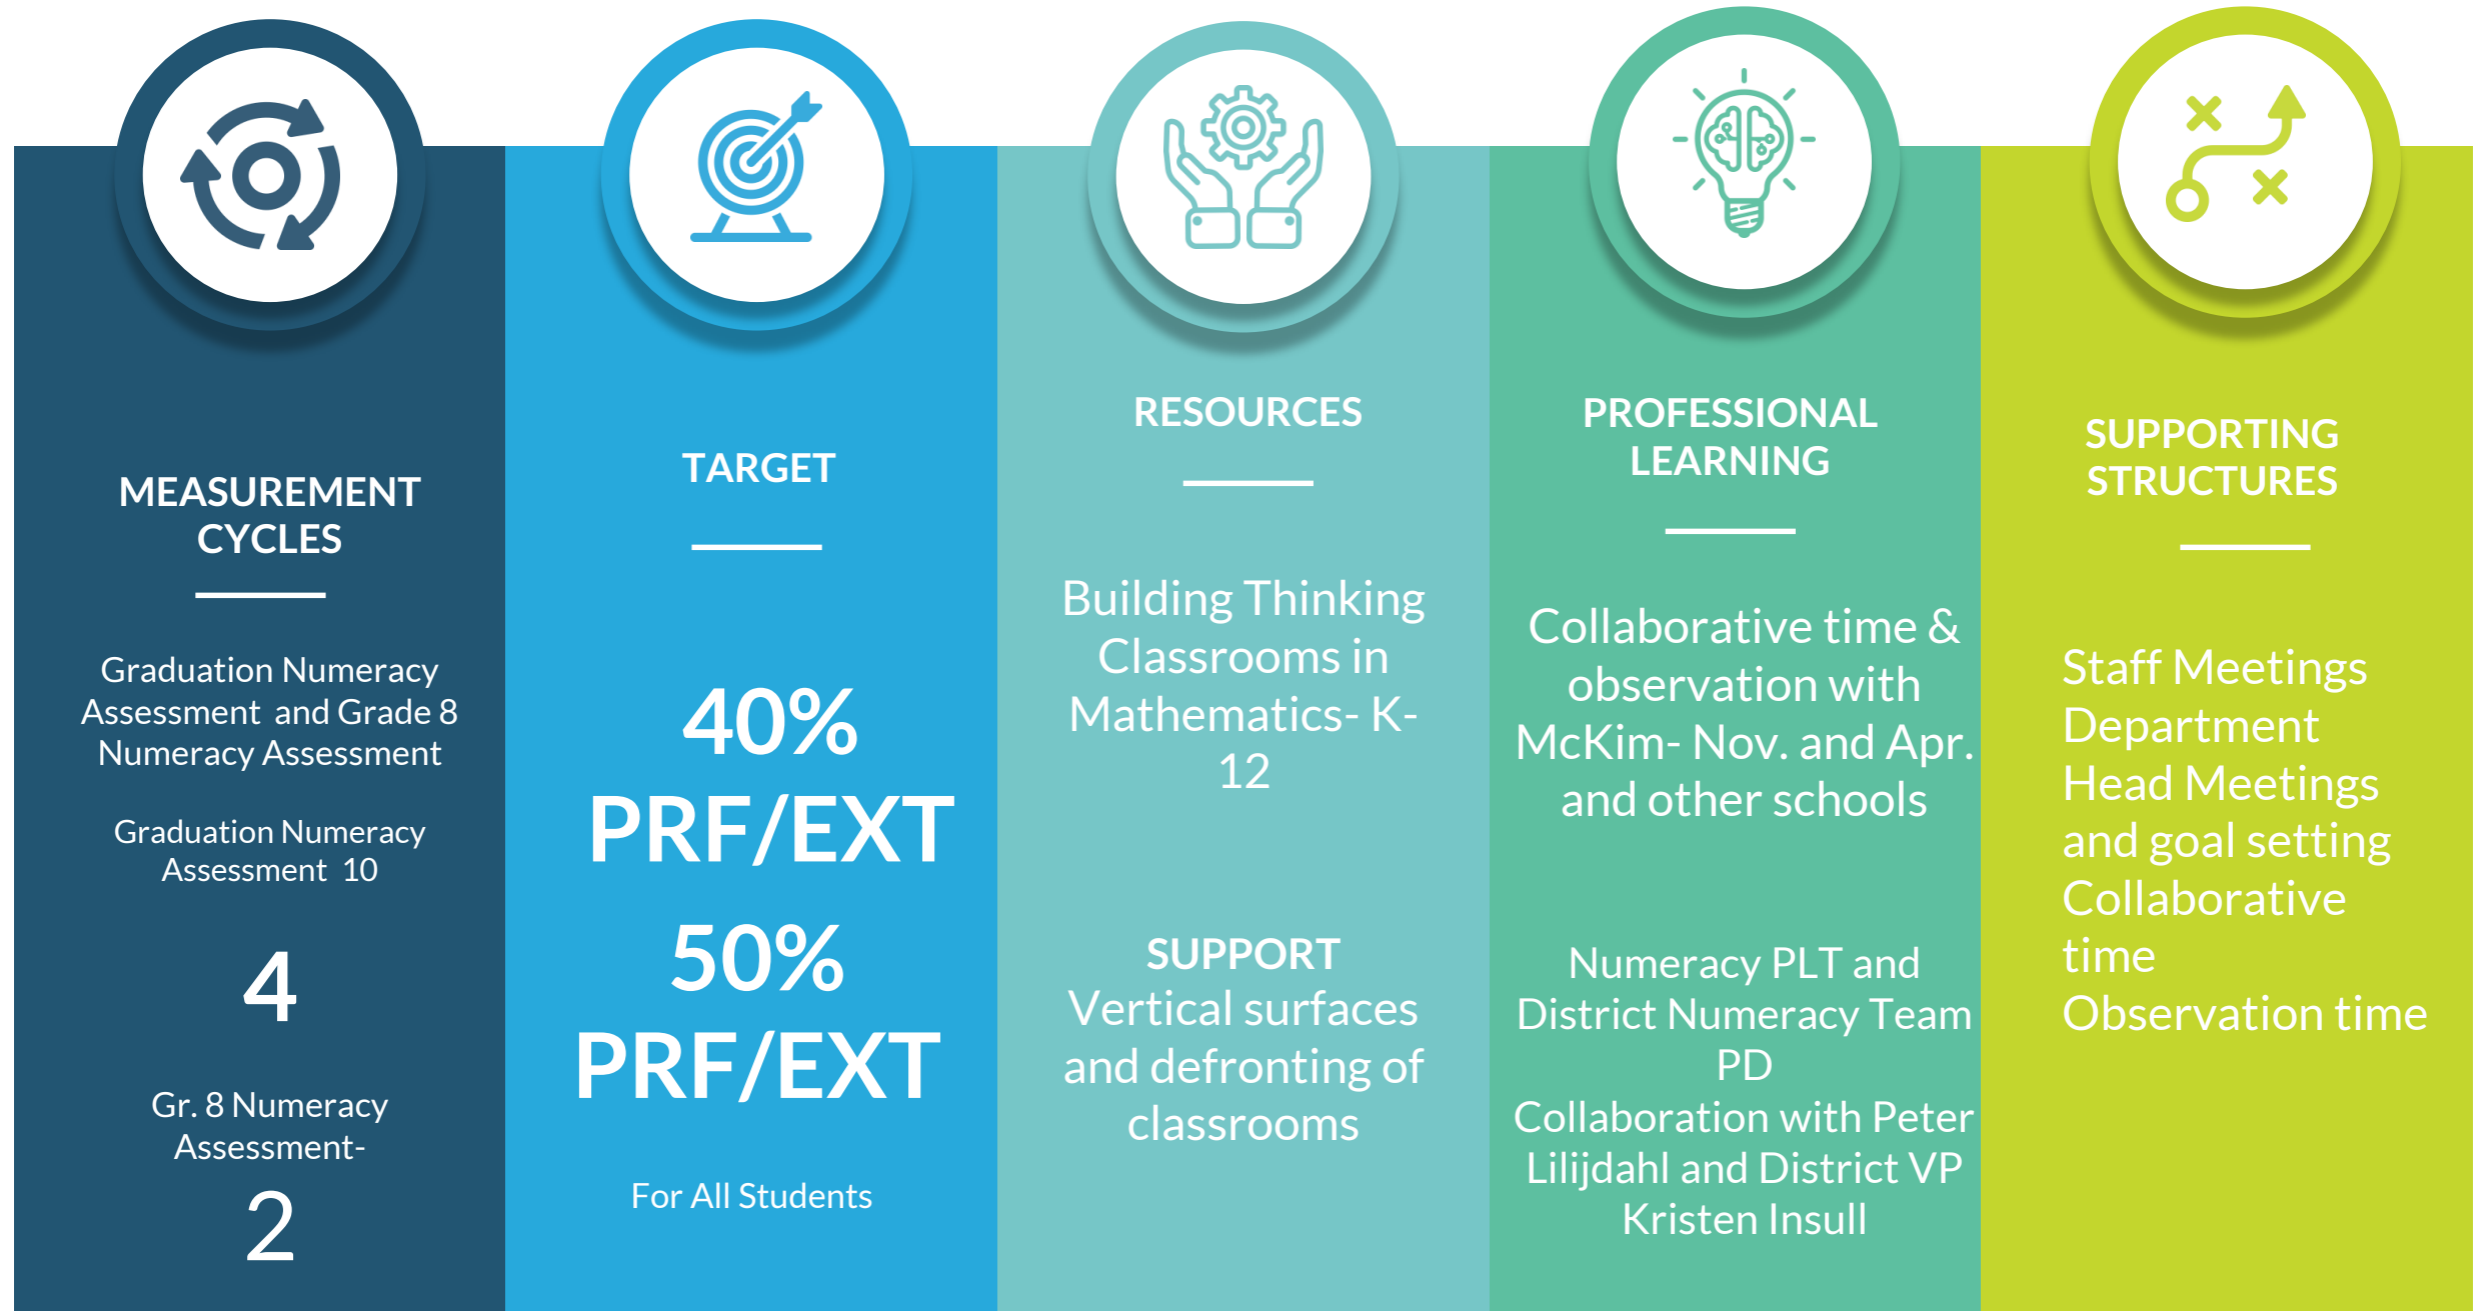 MEASUREMENT
CYCLES
Graduation Numeracy
Assessment and Grade 8
Numeracy Assessment
Graduation Numeracy
Assessment 10
4
Gr. 8 Numeracy
Assessment-
2
TARGET
40%
PRF/EXT
50%
PRF/EXT
For All Students
RESOURCES
Building Thinking
Classrooms in
Mathematics- K-
12
SUPPORT
Vertical surfaces
and defronting of
classrooms
PROFESSIONAL
LEARNING
Collaborative time &
observation with
McKim- Nov. and Apr.
and other schools
Numeracy PLT and
District Numeracy Team
PD
Collaboration with Peter
Lilijdahl and District VP
Kristen Insull
SUPPORTING
STRUCTURES
Staff Meetings
Department
Head Meetings
and goal setting
Collaborative
time
Observation time